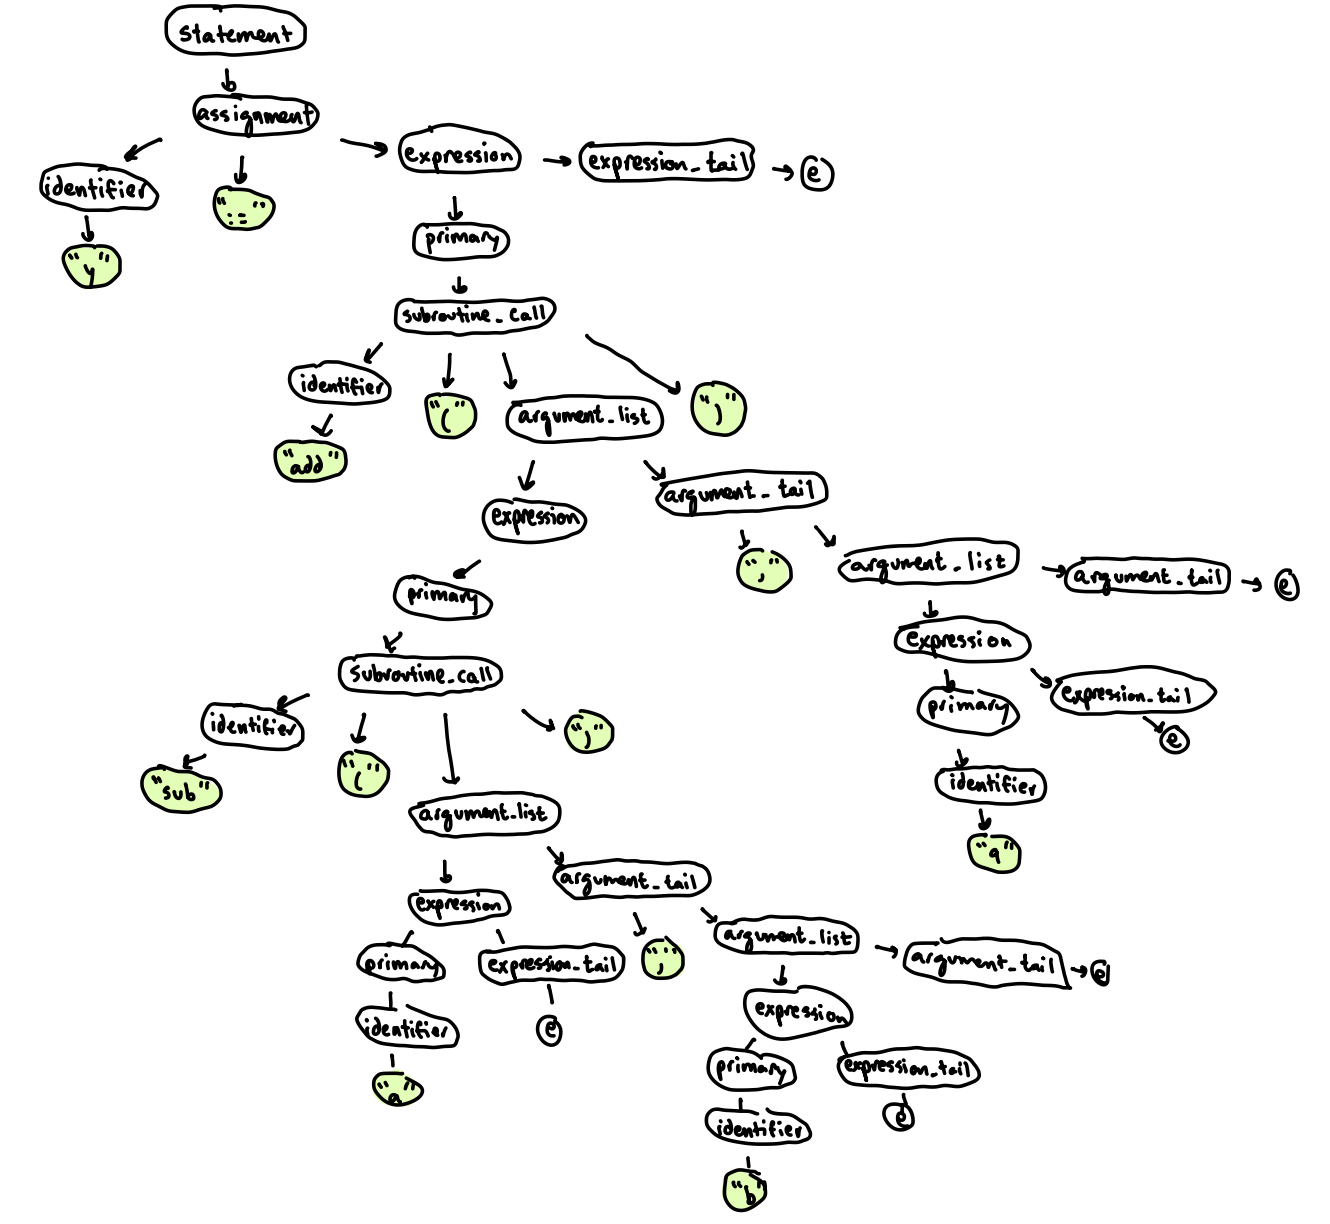 statement
assignment
identifier
":="
expression
expression_tail
e
"y"
primary
subroutine_call
identifier
"("
argument_list
")"
"add"
expression
argument_tail
","
argument_list
argument_tail
e
primary
expression
subroutine_call
primary
expression_tail
e
identifier
"("
")"
identifier
"sub"
argument_list
"q"
expression
argument_tail
primary
expression_tail
","
argument_list
argument_tail
e
identifier
e
expression
"a"
primary
expression_tail
identifier
e
"b"